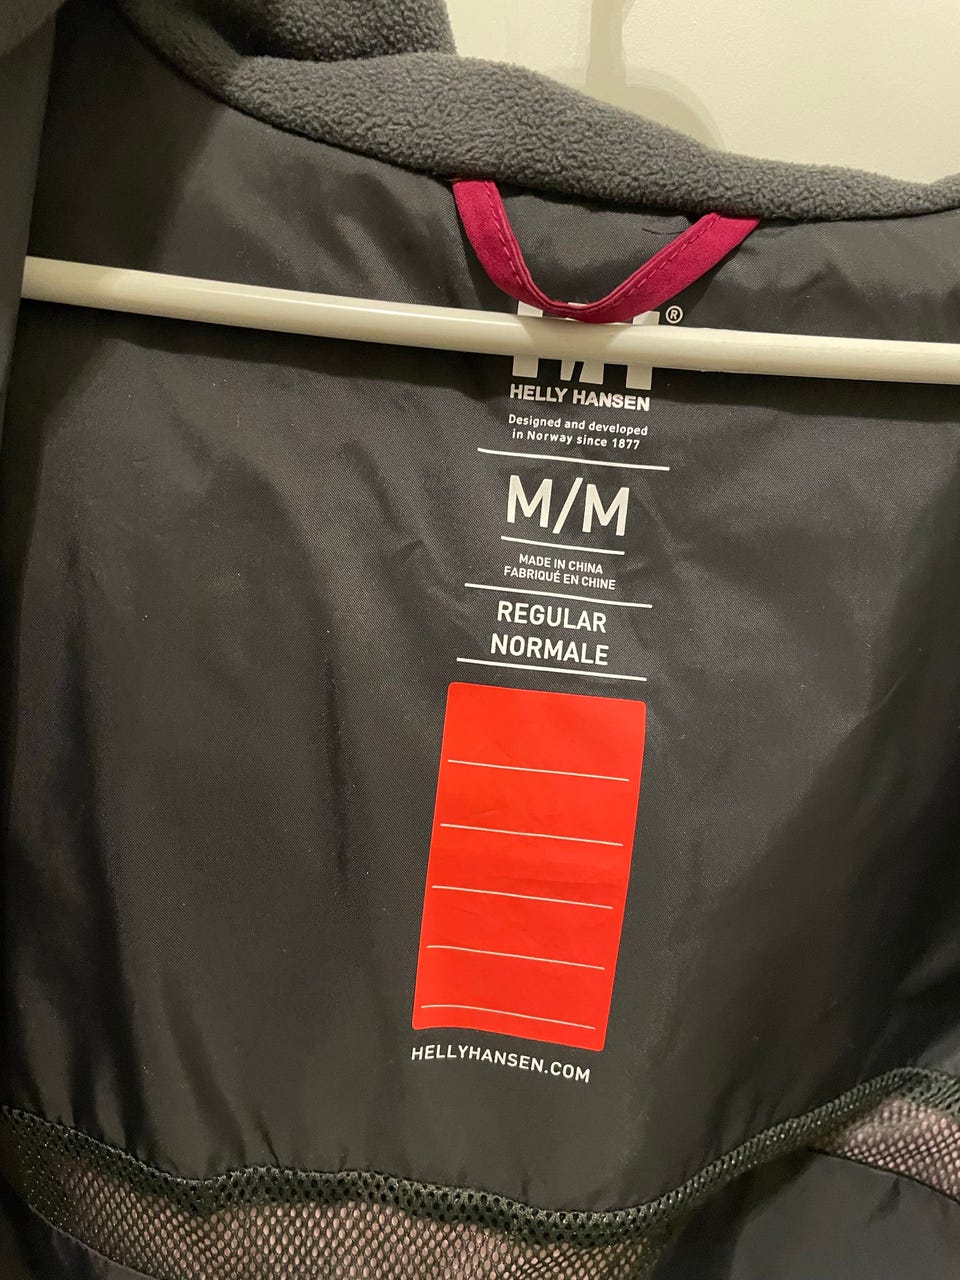 ®
HELLY HANSEN
Designed and developed
in Norway since 1877
M/M
MADE IN CHINA
FABRIQUÉ EN CHINE
REGULAR
NORMALE
HELLYHANSEN.COM